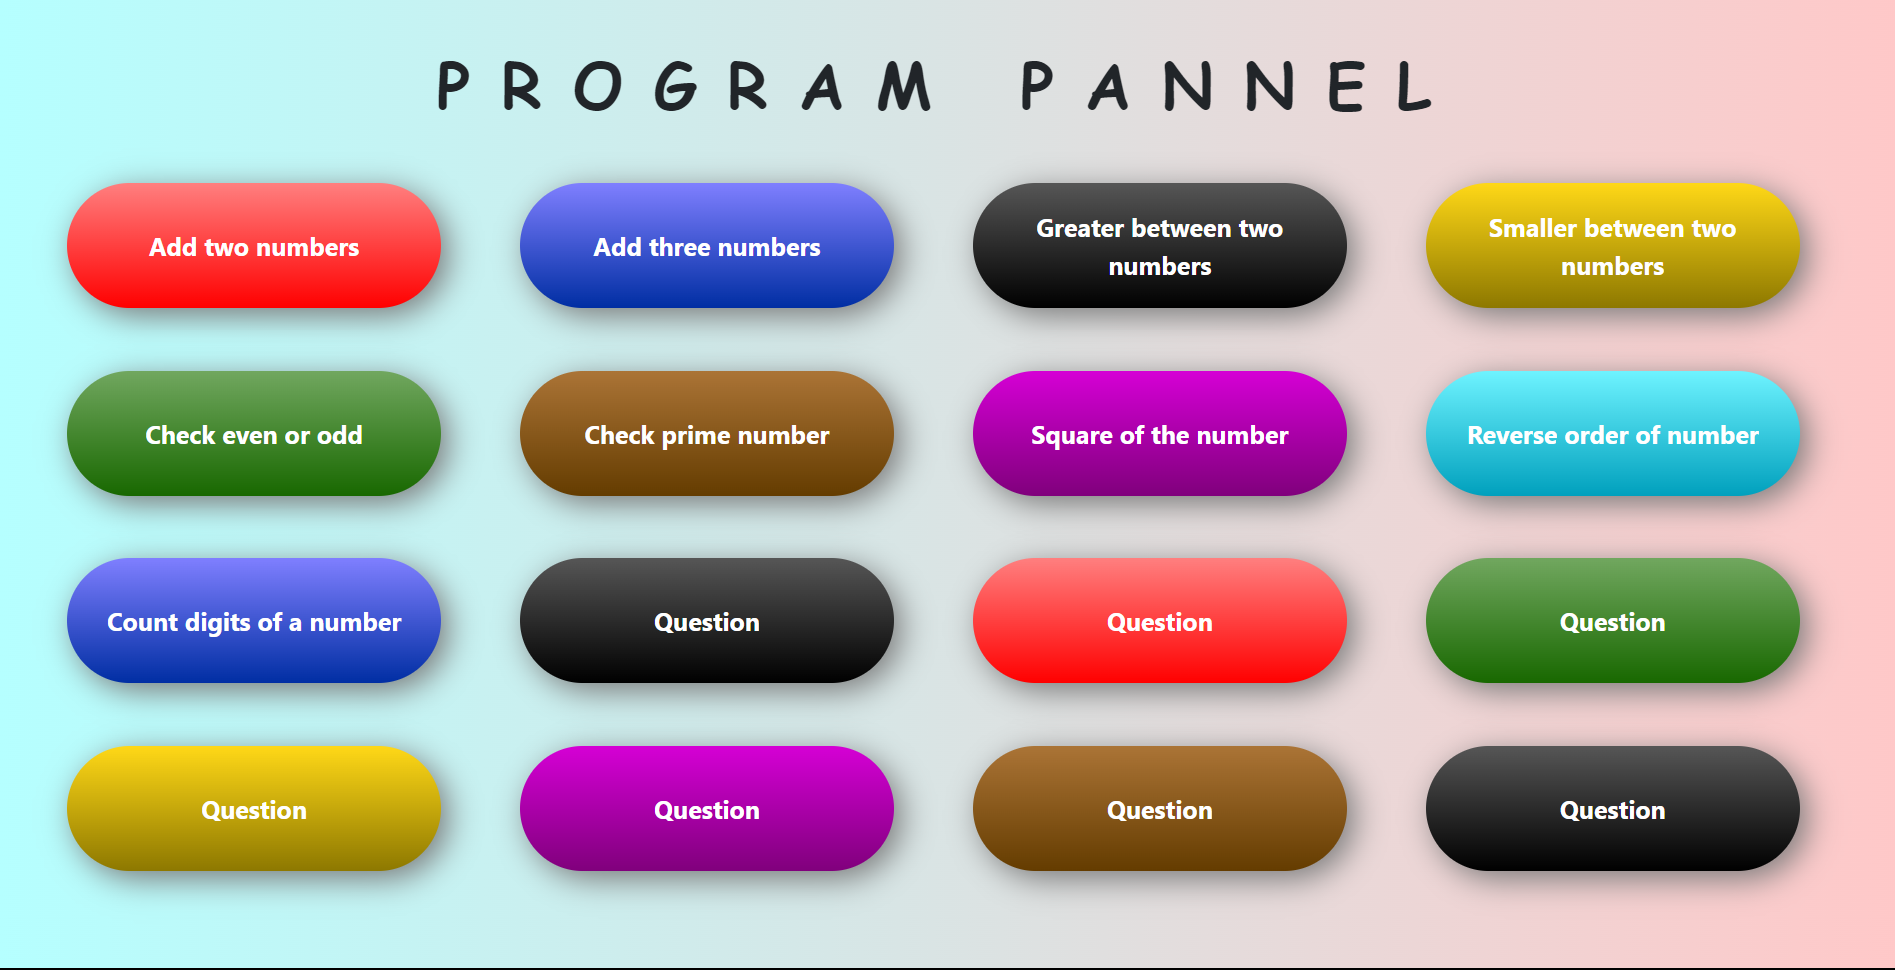 PROGRAM PANNEL
Add two numbers
Add three numbers
Greater between two
numbers
Smaller between two
numbers
Check even or odd
Check prime number
Square of the number
Reverse order of number
Count digits of a number
Question
Question
Question
Question
Question
Question
Question